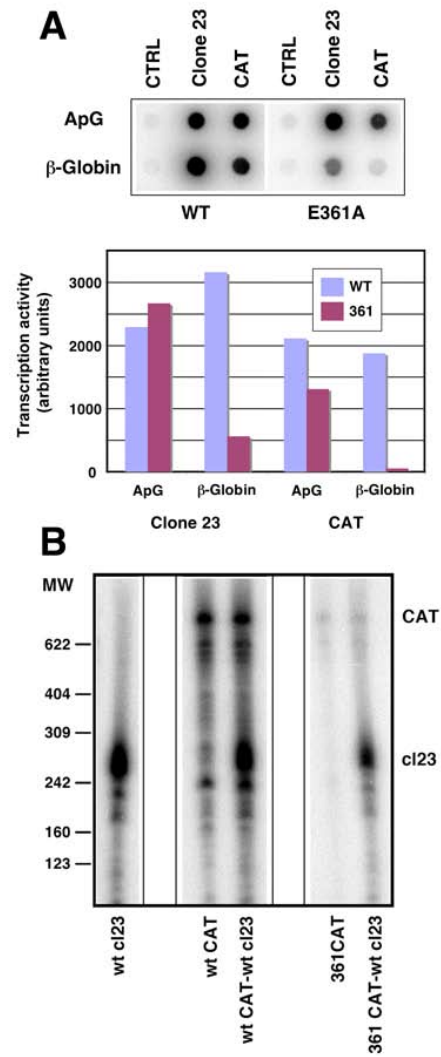 A
CTRL Clone 23 CAT CTRL Clone 23 CAT
ApG
β-Globin
WT E361A
Transcription activity
(arbitrary units)
3000
2000
1000
0
WT
361
ApG β-Globin ApG β-Globin
Clone 23 CAT
B
MW
CAT
622
404
309
cl23
242
160
123
wt cl23 wt CAT wt CAT-wt cl23 361CAT 361 CAT-wt cl23